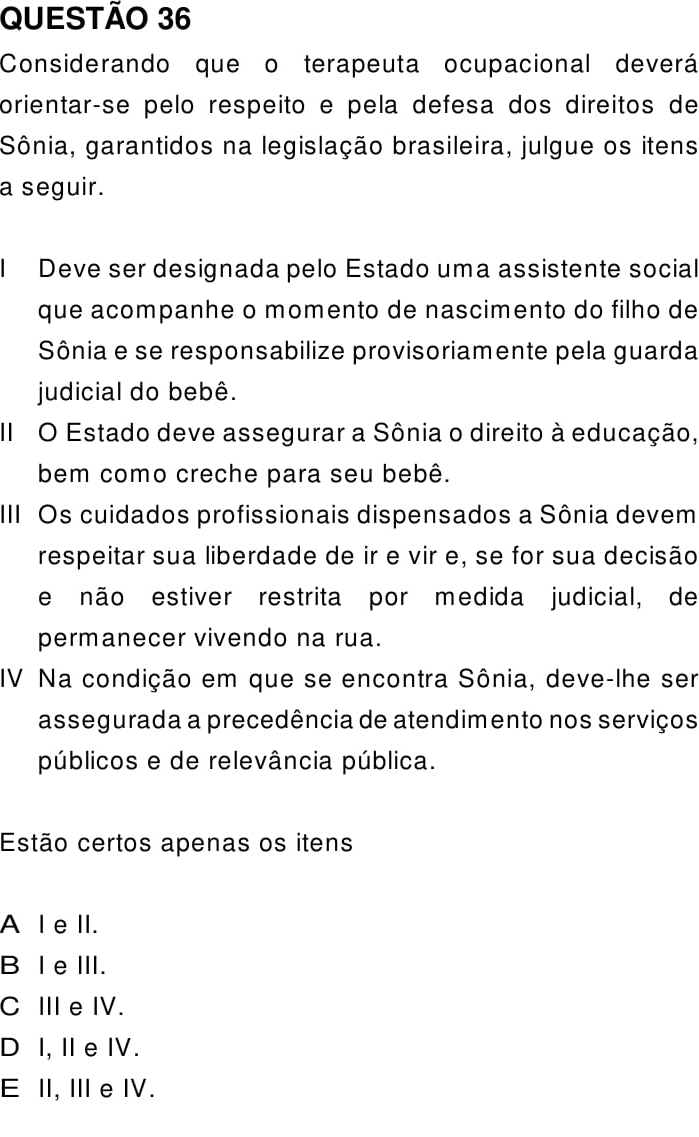 QUESTÃO 36
Considerando que o terapeuta ocupacional deverá
orientar-se pelo respeito e pela defesa dos direitos de
Sônia, garantidos na legislação brasileira, julgue os itens
a seguir.
I Deve ser designada pelo Estado uma assistente social
que acompanhe o momento de nascimento do filho de
Sônia e se responsabilize provisoriamente pela guarda
judicial do bebê.
II O Estado deve assegurar a Sônia o direito à educação,
bem como creche para seu bebê.
III Os cuidados profissionais dispensados a Sônia devem
respeitar sua liberdade de ir e vir e, se for sua decisão
e não estiver restrita por medida judicial, de
permanecer vivendo na rua.
IV Na condição em que se encontra Sônia, deve-lhe ser
assegurada a precedência de atendimento nos serviços
públicos e de relevância pública.
Estão certos apenas os itens
A I e II.
B I e III.
C III e IV.
D I, II e IV.
E II, III e IV.